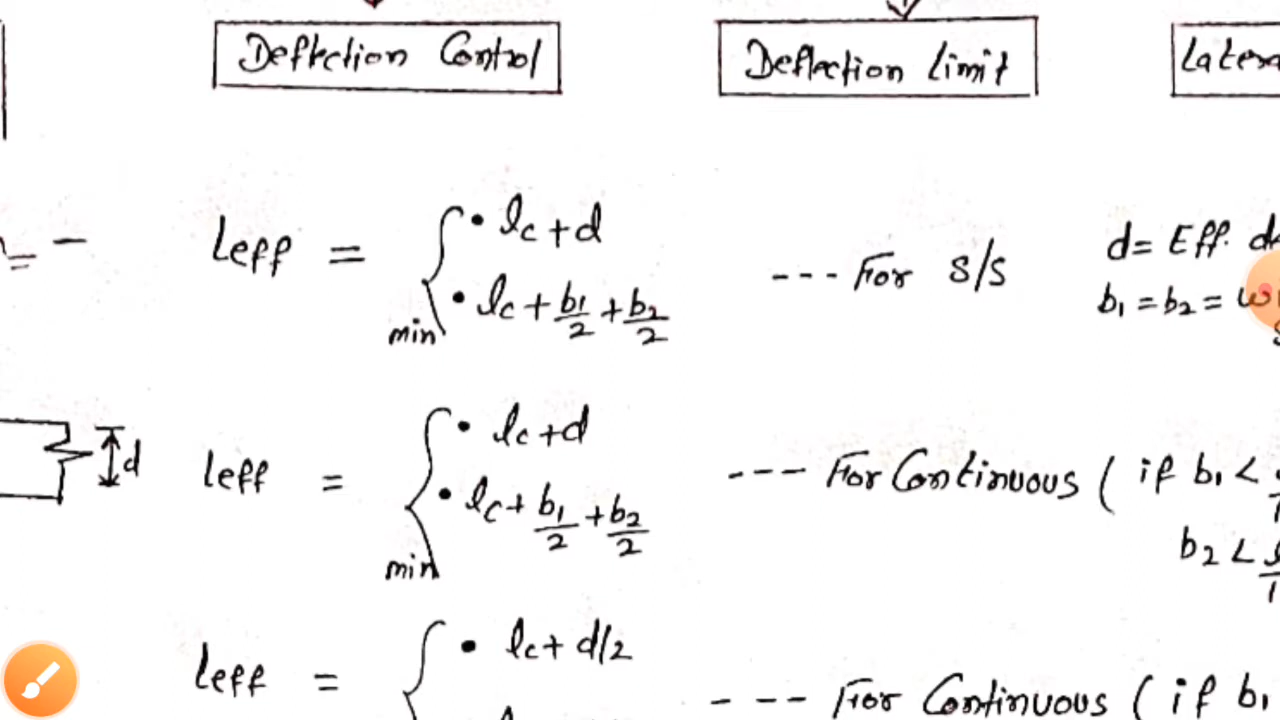 Deflection Control
Deflection Limit
Leff = min { • lc + d
• lc + b1/2 + b2/2
--- For S/S
d = Eff.
b1 = b2 =
d
leff = min { • lc + d
• lc + b1/2 + b2/2
--- For Continuous ( if b1 <
b2 <
leff = { • lc + d/2
---- For Continuous ( if b1